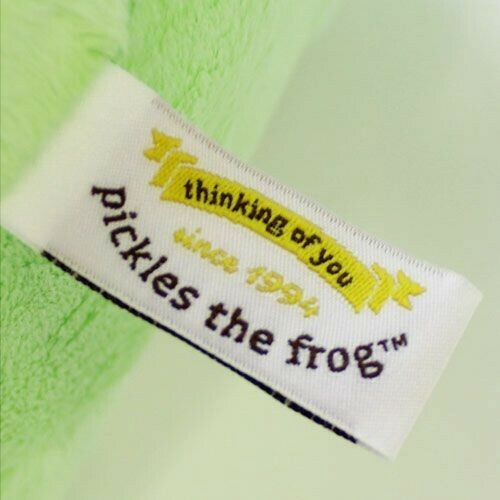 thinking of you
since 1994
pickles the frog™